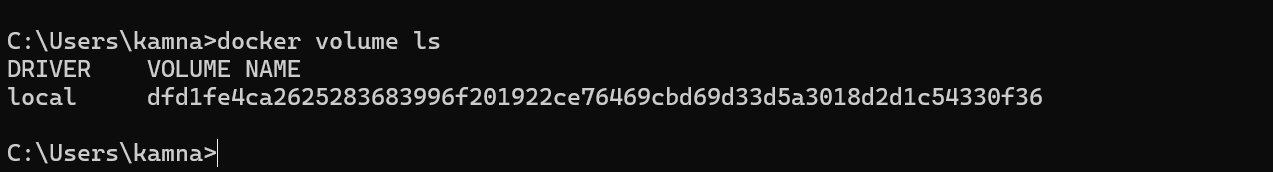 C:\Users\kamna>docker volume ls
DRIVER    VOLUME NAME
local     dfd1fe4ca2625283683996f201922ce76469cbd69d33d5a3018d2d1c54330f36
C:\Users\kamna>